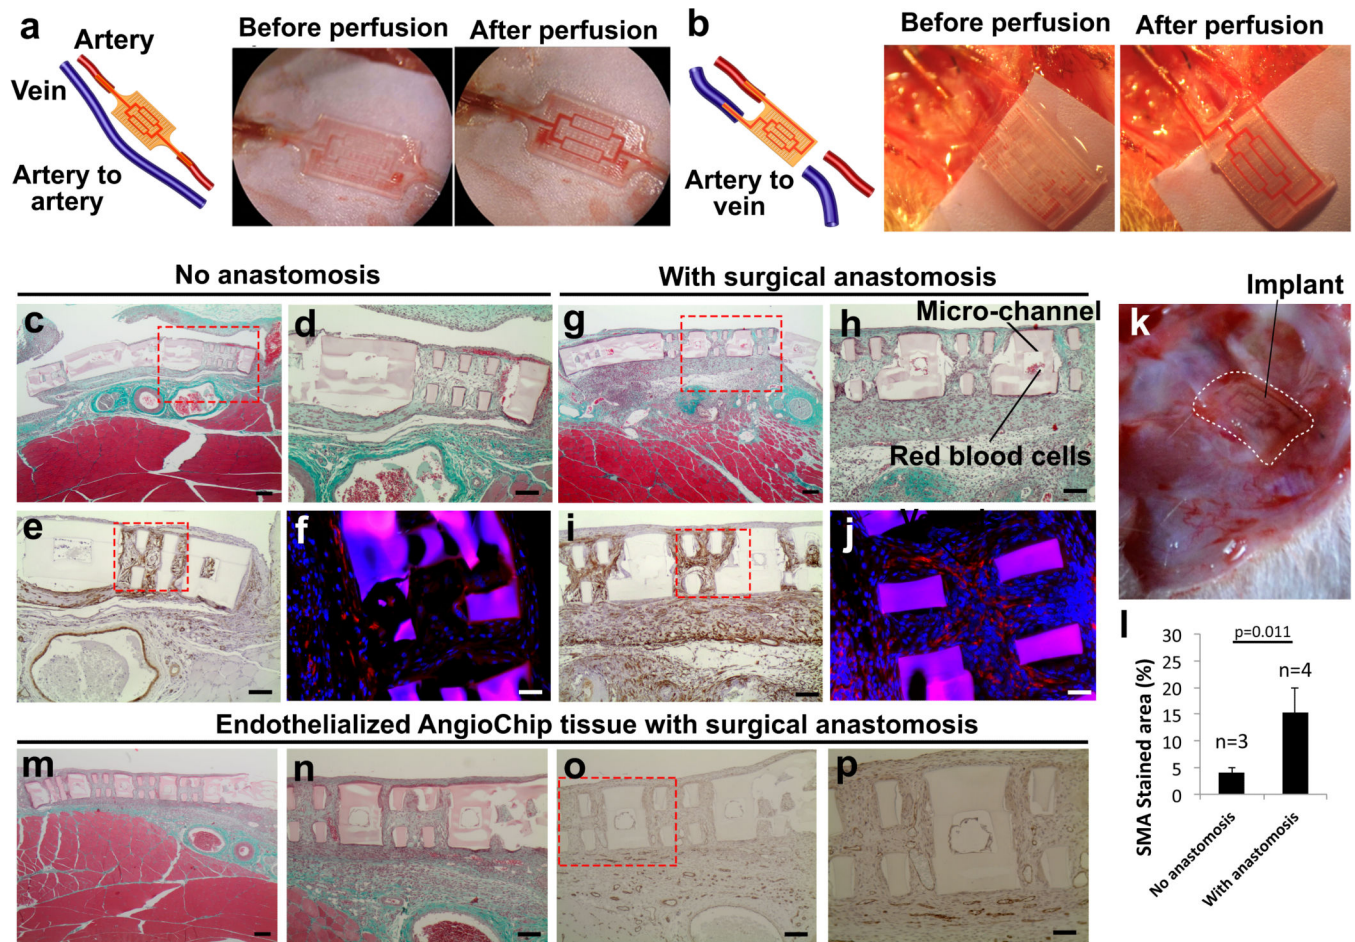 a
Artery
Vein
Artery to
artery
Before perfusion
After perfusion
b
Artery to
vein
Before perfusion
After perfusion
No anastomosis
With surgical anastomosis
c
d
g
h
Micro-channel
Red blood cells
Implant
k
e
f
i
j
l
SMA Stained area (%)
30
25
20
15
10
5
0
p=0.011
n=3
n=4
No anastomosis
With anastomosis
Endothelialized AngioChip tissue with surgical anastomosis
m
n
o
p